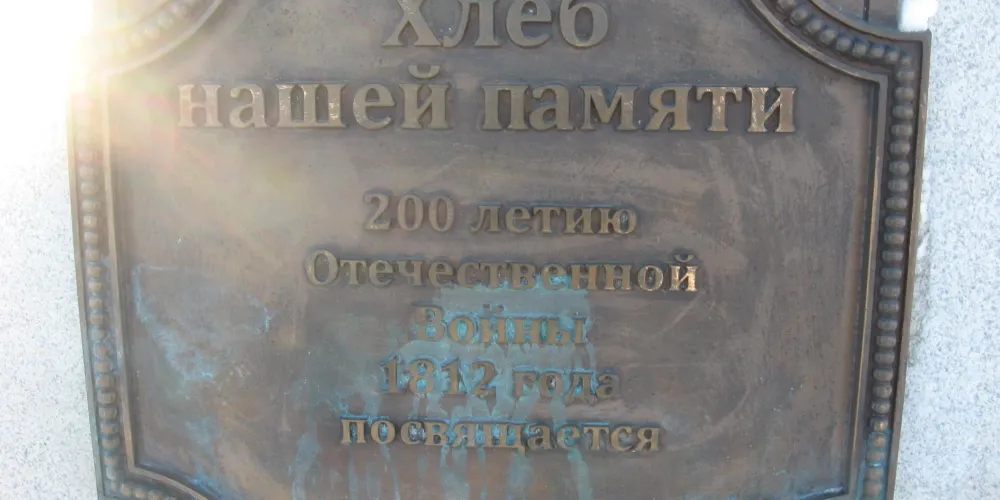 Хлеб
нашей памяти
200 летию
Отечественной
Войны
1812 года
посвящается